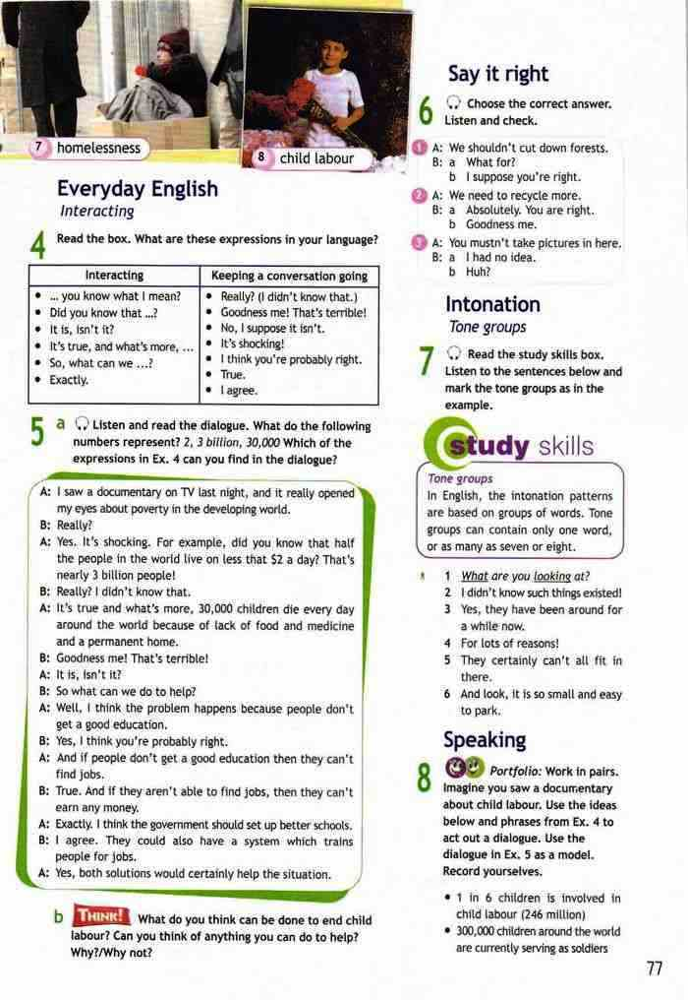 7 homelessness
8 child labour
Everyday English
Interacting
4 Read the box. What are these expressions in your language?
Interacting
• ... you know what I mean?
• Did you know that ...?
• It is, isn't it?
• It's true, and what's more, ...
• So, what can we ...?
• Exactly.
Keeping a conversation going
• Really? (I didn't know that.)
• Goodness me! That's terrible!
• No, I suppose it isn't.
• It's shocking!
• I think you're probably right.
• True.
• I agree.
5 a Listen and read the dialogue. What do the following
numbers represent? 2, 3 billion, 30,000 Which of the
expressions in Ex. 4 can you find in the dialogue?
A: I saw a documentary on TV last night, and it really opened
my eyes about poverty in the developing world.
B: Really?
A: Yes. It's shocking. For example, did you know that half
the people in the world live on less that $2 a day? That's
nearly 3 billion people!
B: Really? I didn't know that.
A: It's true and what's more, 30,000 children die every day
around the world because of lack of food and medicine
and a permanent home.
B: Goodness me! That's terrible!
A: It is, isn't it?
B: So what can we do to help?
A: Well, I think the problem happens because people don't
get a good education.
B: Yes, I think you're probably right.
A: And if people don't get a good education then they can't
find jobs.
B: True. And if they aren't able to find jobs, then they can't
earn any money.
A: Exactly. I think the government should set up better schools.
B: I agree. They could also have a system which trains
people for jobs.
A: Yes, both solutions would certainly help the situation.
b THINK! What do you think can be done to end child
labour? Can you think of anything you can do to help?
Why?/Why not?
Say it right
6 Choose the correct answer.
Listen and check.
1 A: We shouldn't cut down forests.
B: a What for?
b I suppose you're right.
2 A: We need to recycle more.
B: a Absolutely. You are right.
b Goodness me.
3 A: You mustn't take pictures in here.
B: a I had no idea.
b Huh?
Intonation
Tone groups
7 Read the study skills box.
Listen to the sentences below and
mark the tone groups as in the
example.
study skills
Tone groups
In English, the intonation patterns
are based on groups of words. Tone
groups can contain only one word,
or as many as seven or eight.
1 What are you looking at?
2 I didn't know such things existed!
3 Yes, they have been around for
a while now.
4 For lots of reasons!
5 They certainly can't all fit in
there.
6 And look, it is so small and easy
to park.
Speaking
8 Portfolio: Work in pairs.
Imagine you saw a documentary
about child labour. Use the ideas
below and phrases from Ex. 4 to
act out a dialogue. Use the
dialogue in Ex. 5 as a model.
Record yourselves.
• 1 in 6 children is involved in
child labour (246 million)
• 300,000 children around the world
are currently serving as soldiers
77